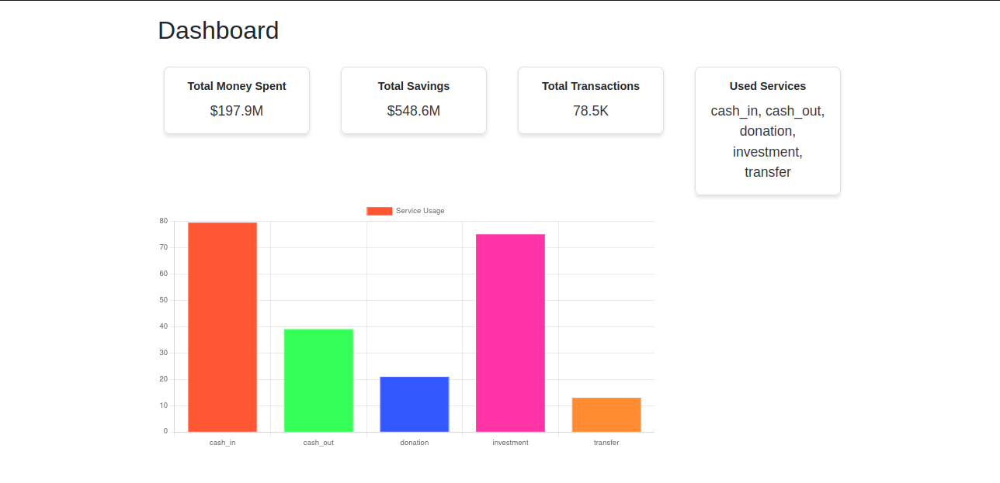 Dashboard
Total Money Spent
$197.9M
Total Savings
$548.6M
Total Transactions
78.5K
Used Services
cash_in, cash_out,
donation,
investment,
transfer
Service Usage
80
70
60
50
40
30
20
10
0
cash_in
cash_out
donation
investment
transfer